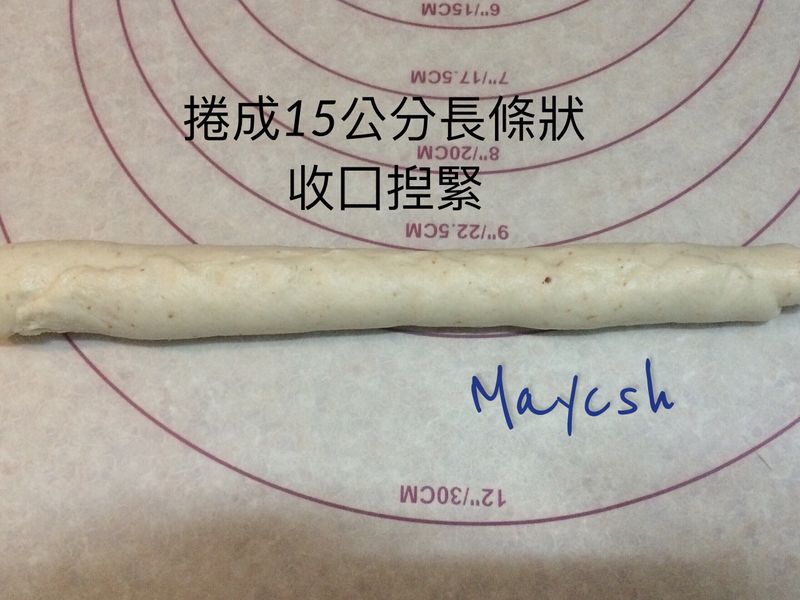 6"/15CM
7"/17.5CM
捲成15公分長條狀
8"/20CM
收口揑緊
9"/22.5CM
Maycsh
12"/30CM